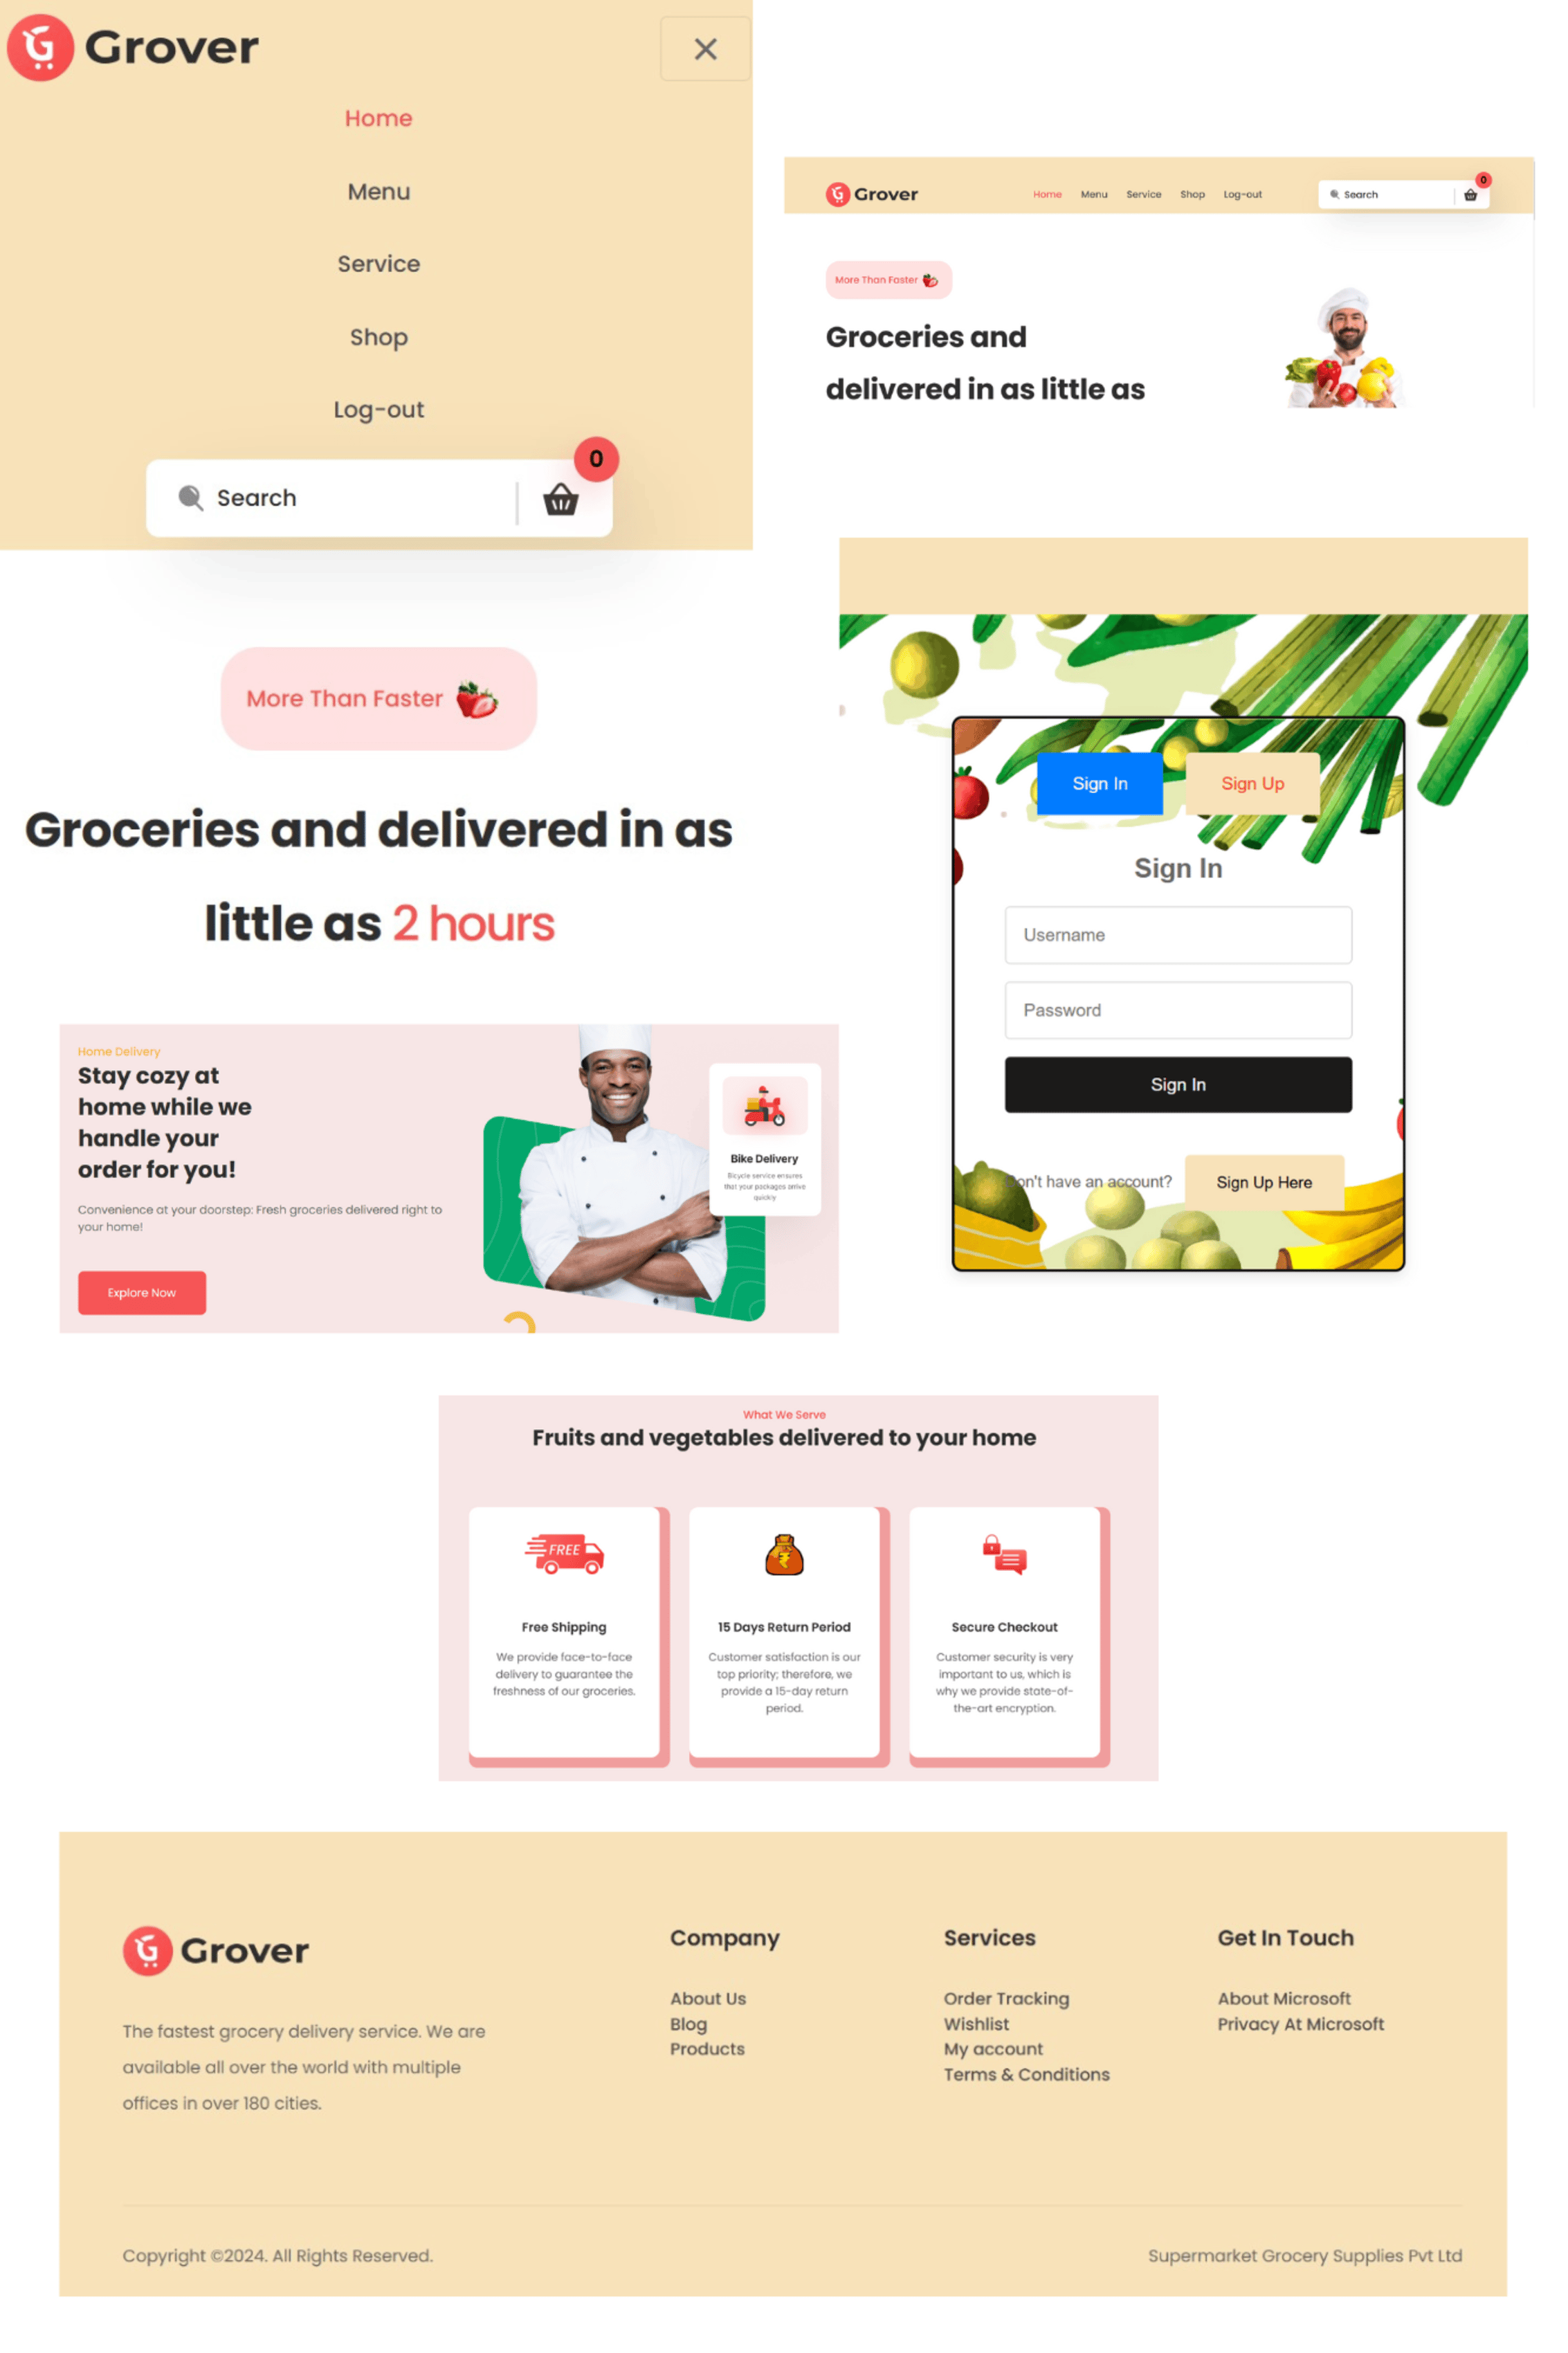 Grover
Home
Menu
Service
Shop
Log-out
0
Search
More Than Faster
Groceries and delivered in as
little as 2 hours
Grover
Home Menu Service Shop Log-out
Search
0
More Than Faster
Groceries and
delivered in as little as
Sign In
Sign Up
Sign In
Username
Password
Sign In
on't have an account?
Sign Up Here
Home Delivery
Stay cozy at
home while we
handle your
order for you!
Convenience at your doorstep: Fresh groceries delivered right to
your home!
Explore Now
Bike Delivery
Bicycle service ensures
that your packages arrive
quickly
What We Serve
Fruits and vegetables delivered to your home
FREE
Free Shipping
We provide face-to-face
delivery to guarantee the
freshness of our groceries.
15 Days Return Period
Customer satisfaction is our
top priority; therefore, we
provide a 15-day return
period.
Secure Checkout
Customer security is very
important to us, which is
why we provide state-of-
the-art encryption.
Grover
The fastest grocery delivery service. We are
available all over the world with multiple
offices in over 180 cities.
Company
About Us
Blog
Products
Services
Order Tracking
Wishlist
My account
Terms & Conditions
Get In Touch
About Microsoft
Privacy At Microsoft
Copyright ©2024. All Rights Reserved.
Supermarket Grocery Supplies Pvt Ltd